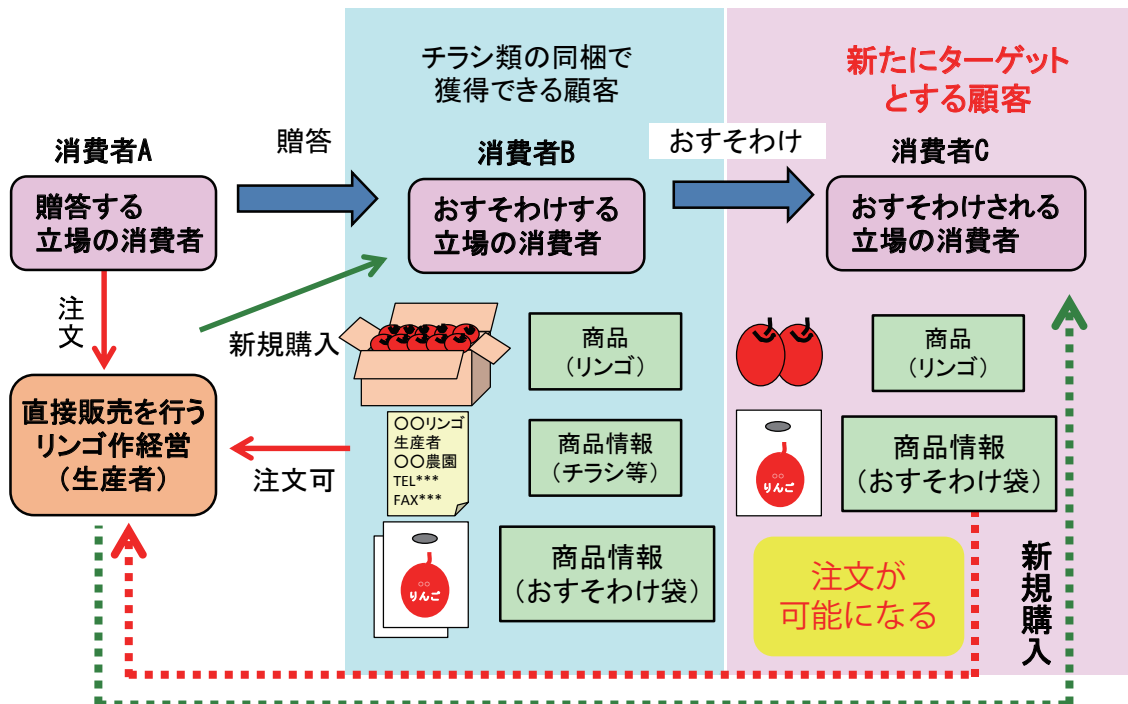 チラシ類の同梱で
獲得できる顧客
新たにターゲット
とする顧客
消費者A
贈答
消費者B
おすそわけ
消費者C
贈答する
立場の消費者
おすそわけする
立場の消費者
おすそわけされる
立場の消費者
注文
新規購入
商品
（リンゴ）
商品
（リンゴ）
直接販売を行う
リンゴ作経営
（生産者）
注文可
〇〇リンゴ
生産者
〇〇農園
TEL***
FAX***
商品情報
（チラシ等）
○○
りんご
商品情報
（おすそわけ袋）
○○
りんご
商品情報
（おすそわけ袋）
注文が
可能になる
新規購入